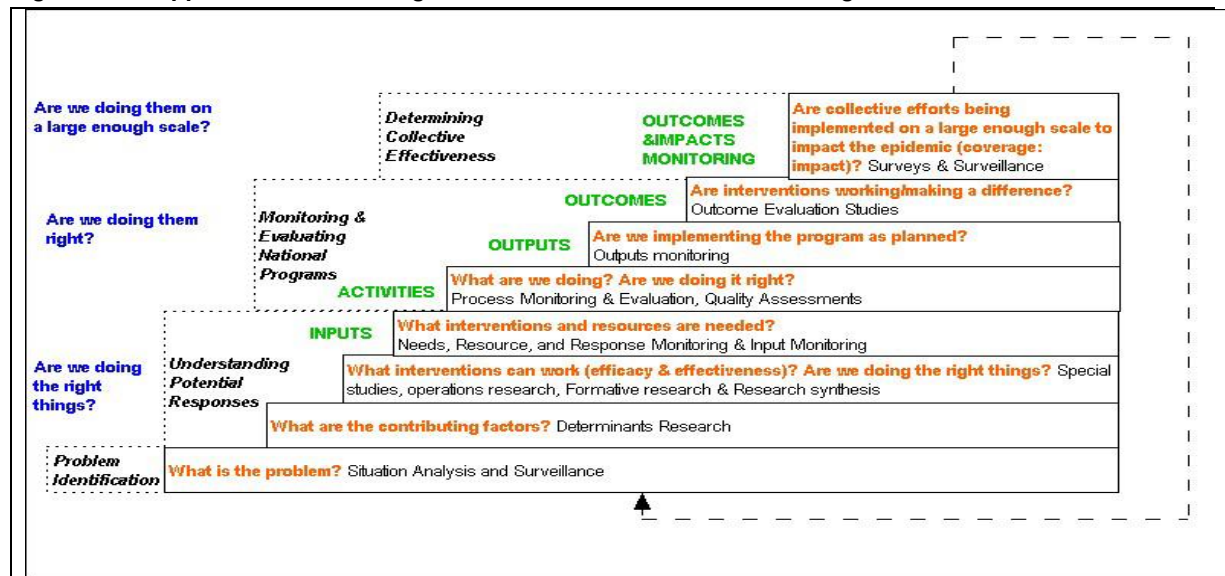 Are we doing them on
a large enough scale?
Determining
Collective
Effectiveness
OUTCOMES
&IMPACTS
MONITORING
Are collective efforts being
implemented on a large enough scale to
impact the epidemic (coverage:
impact)? Surveys & Surveillance
Are we doing them
right?
Monitoring &
Evaluating
National
Programs
OUTCOMES
Are interventions working/making a difference?
Outcome Evaluation Studies
OUTPUTS
Are we implementing the program as planned?
Outputs monitoring
ACTIVITIES
What are we doing? Are we doing it right?
Process Monitoring & Evaluation, Quality Assessments
Are we doing
the right
things?
Understanding
Potential
Responses
INPUTS
What interventions and resources are needed?
Needs, Resource, and Response Monitoring & Input Monitoring
What interventions can work (efficacy & effectiveness)? Are we doing the right things? Special
studies, operations research, Formative research & Research synthesis
What are the contributing factors? Determinants Research
Problem
Identification
What is the problem? Situation Analysis and Surveillance